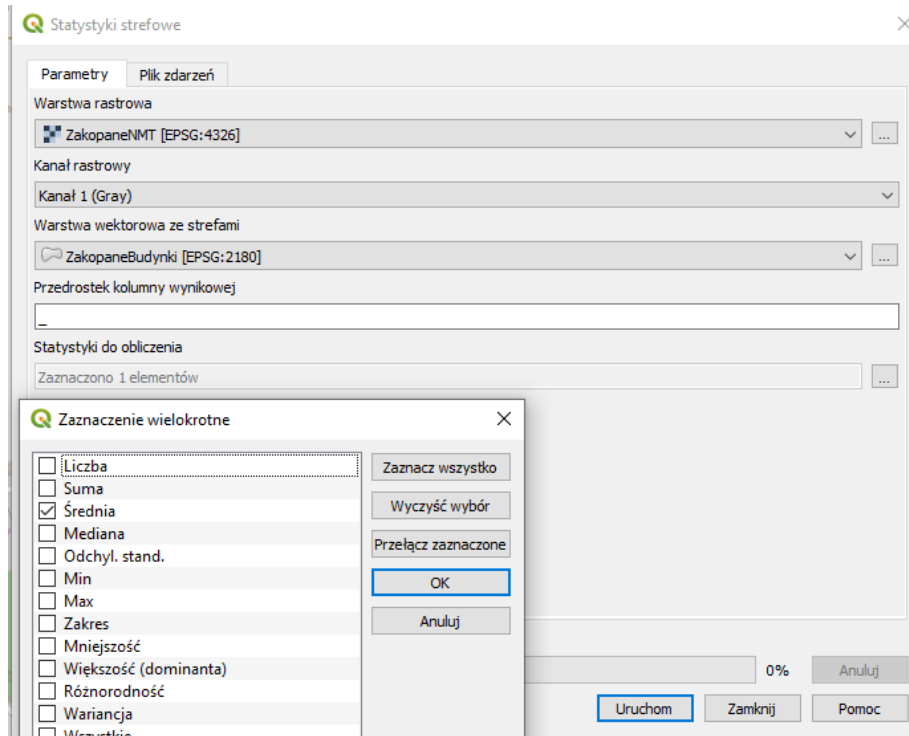 Statystyki strefowe
Parametry Plik zdarzeń
Warstwa rastrowa
ZakopaneNMT [EPSG:4326]
...
Kanał rastrowy
Kanał 1 (Gray)
Warstwa wektorowa ze strefami
ZakopaneBudynki [EPSG:2180]
...
Przedrostek kolumny wynikowej
_
Statystyki do obliczenia
Zaznaczono 1 elementów
...
Zaznaczenie wielokrotne
Liczba
Suma
Średnia
Mediana
Odchyl. stand.
Min
Max
Zakres
Mniejszość
Większość (dominanta)
Różnorodność
Wariancja
Wszystkie
Zaznacz wszystko
Wyczyść wybór
Przełącz zaznaczone
OK
Anuluj
0% Anuluj
Uruchom Zamknij Pomoc